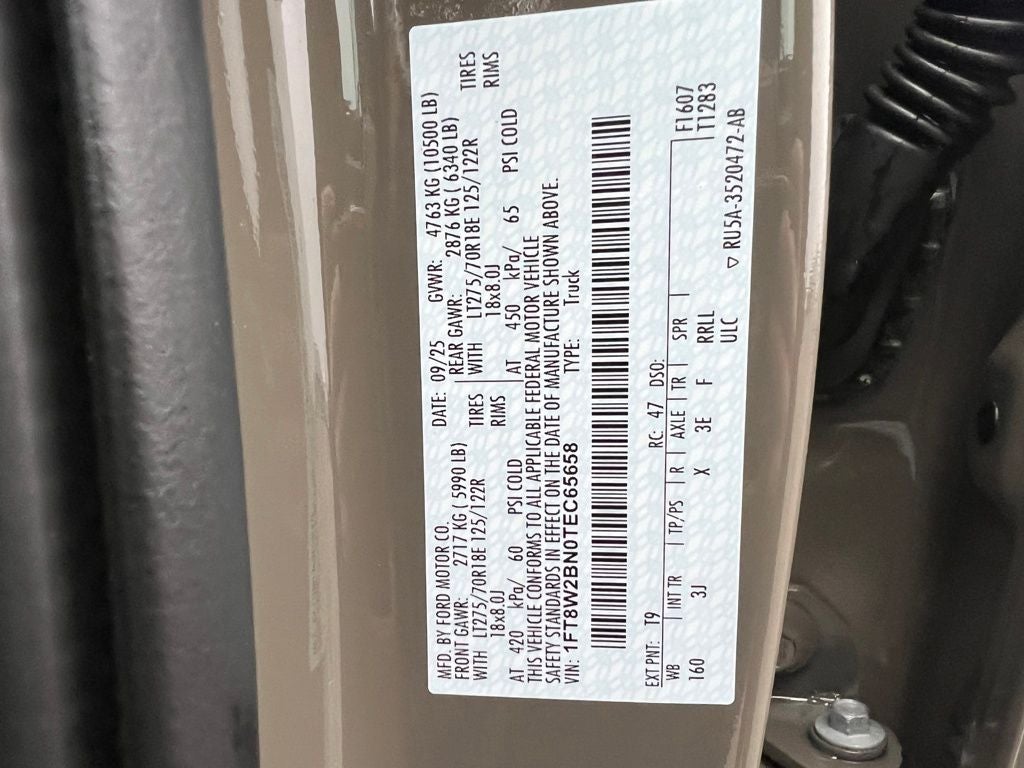 MFD. BY FORD MOTOR CO. DATE: 09/25 GVWR: 4763 KG (10500 LB)
FRONT GAWR: 2717 KG ( 5990 LB) REAR GAWR: 2876 KG ( 6340 LB)
WITH LT275/70R18E 125/122R TIRES WITH LT275/70R18E 125/122R TIRES
18x8.0J RIMS 18x8.0J RIMS
AT 420 kPa/ 60 PSI COLD AT 450 kPa/ 65 PSI COLD
THIS VEHICLE CONFORMS TO ALL APPLICABLE FEDERAL MOTOR VEHICLE
SAFETY STANDARDS IN EFFECT ON THE DATE OF MANUFACTURE SHOWN ABOVE.
VIN: 1FT8W2BN0TEC65658 TYPE: Truck
EXT PNT: T9 RC: 47 DSO: F1607
WB INT TR TP/PS R AXLE TR SPR T1283
160 3J X 3E F RRLL
ULC ▽ RU5A-3520472-AB